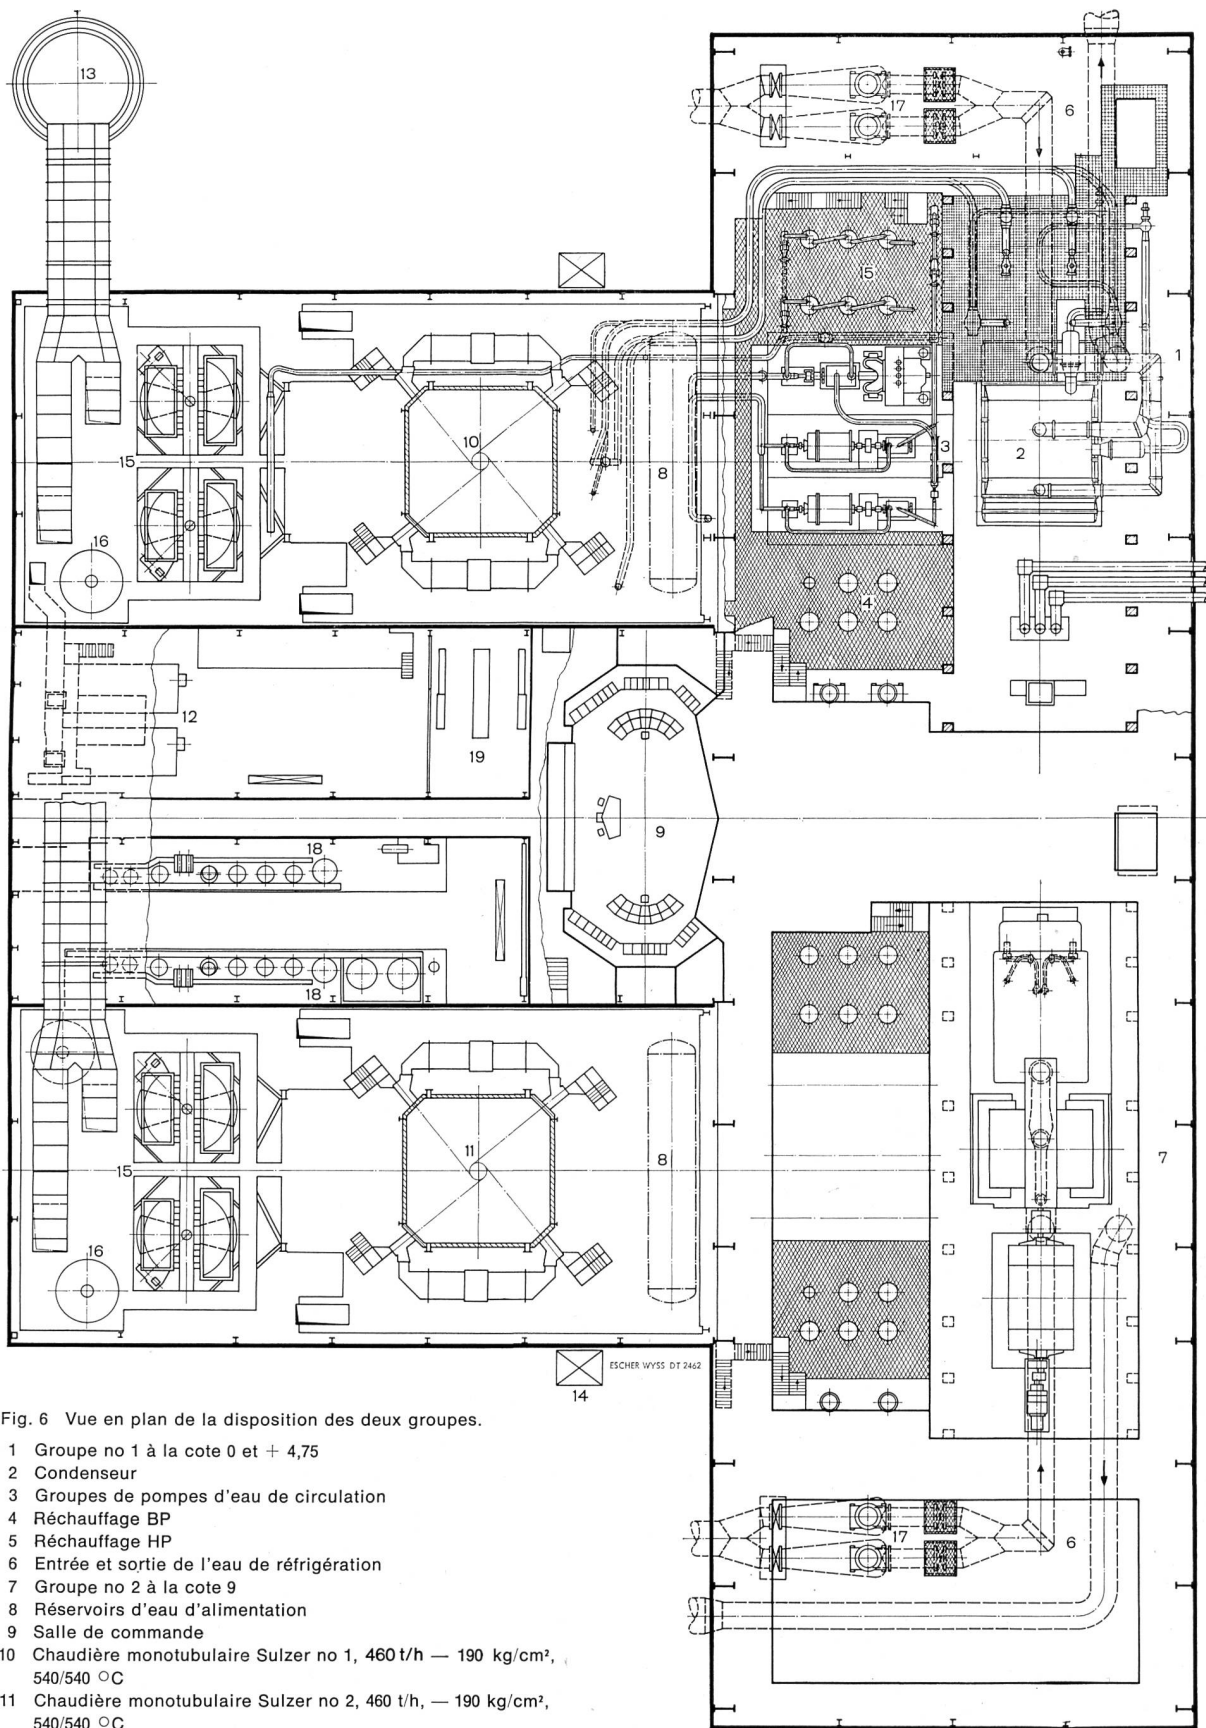 13
17
6
5
1
10
15
8
3
2
16
4
12
19
9
18
18
11
15
8
7
16
14
ESCHER WYSS DT 2462
17
6
Fig. 6 Vue en plan de la disposition des deux groupes.
1 Groupe no 1 à la cote 0 et + 4,75
2 Condenseur
3 Groupes de pompes d'eau de circulation
4 Réchauffage BP
5 Réchauffage HP
6 Entrée et sortie de l'eau de réfrigération
7 Groupe no 2 à la cote 9
8 Réservoirs d'eau d'alimentation
9 Salle de commande
10 Chaudière monotubulaire Sulzer no 1, 460 t/h — 190 kg/cm²,
540/540 °C
11 Chaudière monotubulaire Sulzer no 2, 460 t/h, — 190 kg/cm²,
540/540 °C